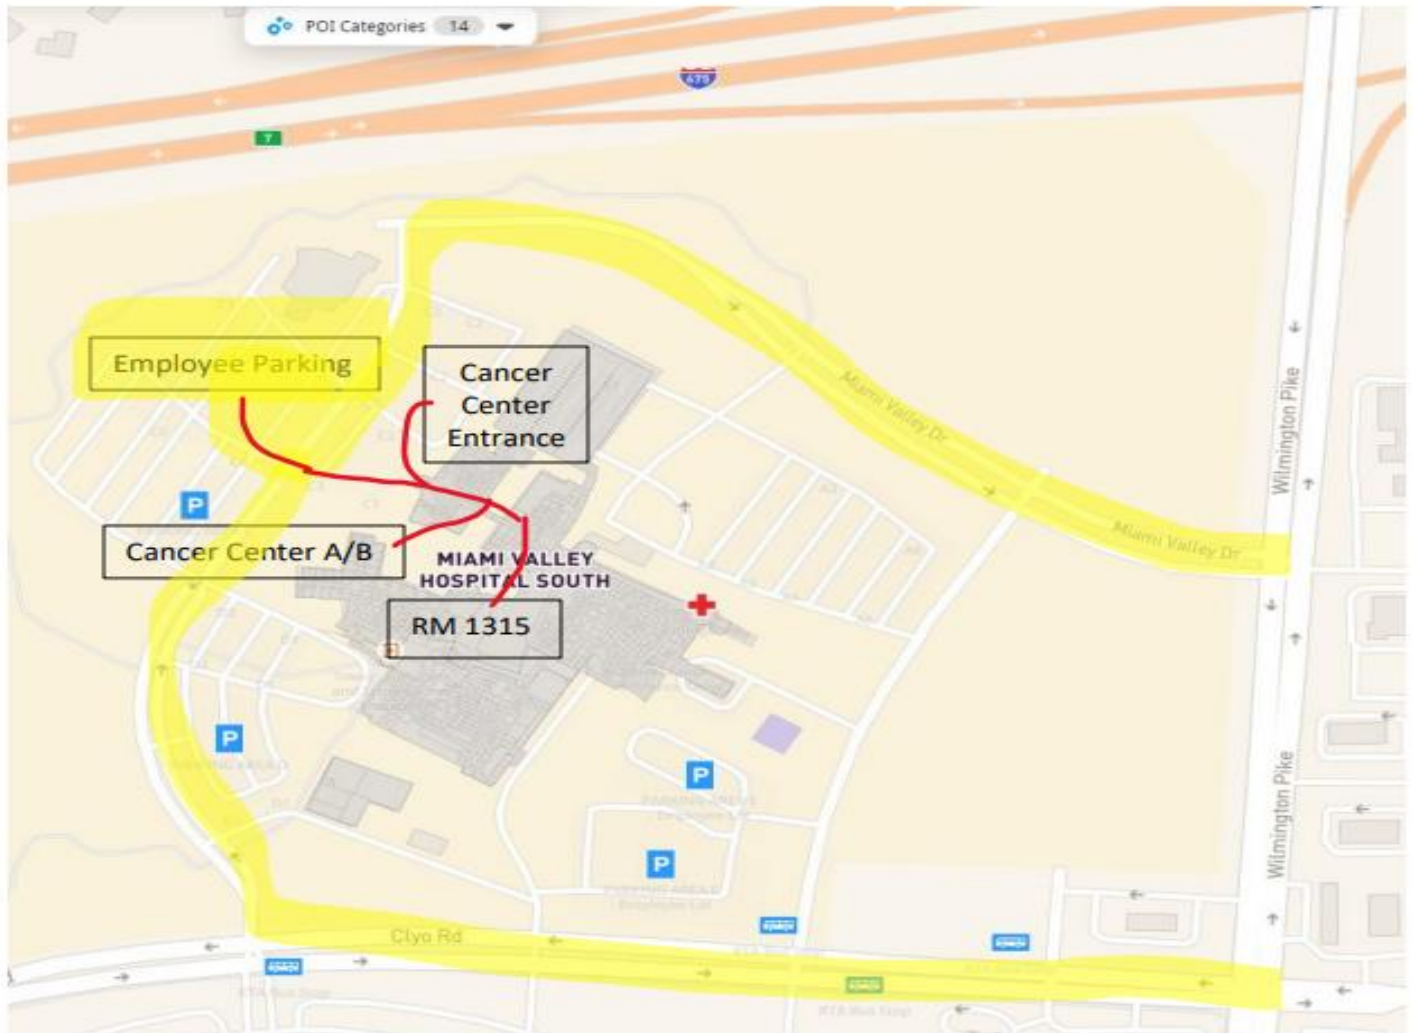 POI Categories 14
675
7
Employee Parking
Cancer
Center
Entrance
P
Cancer Center A/B
MIAMI VALLEY
HOSPITAL SOUTH
RM 1315
Miami Valley Dr
Miami Valley Dr
Wilmington Pike
Wilmington Pike
P
P
P
Clyo Rd